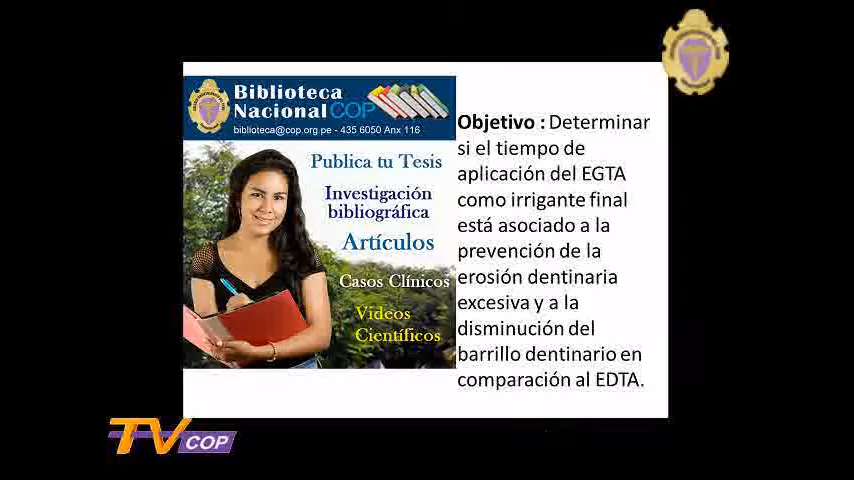 Biblioteca
Nacional COP
biblioteca@cop.org.pe - 435 6050 Anx 116
Publica tu Tesis
Investigación
bibliográfica
Artículos
Casos Clínicos
Videos
Científicos
Objetivo : Determinar
si el tiempo de
aplicación del EGTA
como irrigante final
está asociado a la
prevención de la
erosión dentinaria
excesiva y a la
disminución del
barrillo dentinario en
comparación al EDTA.
TV COP